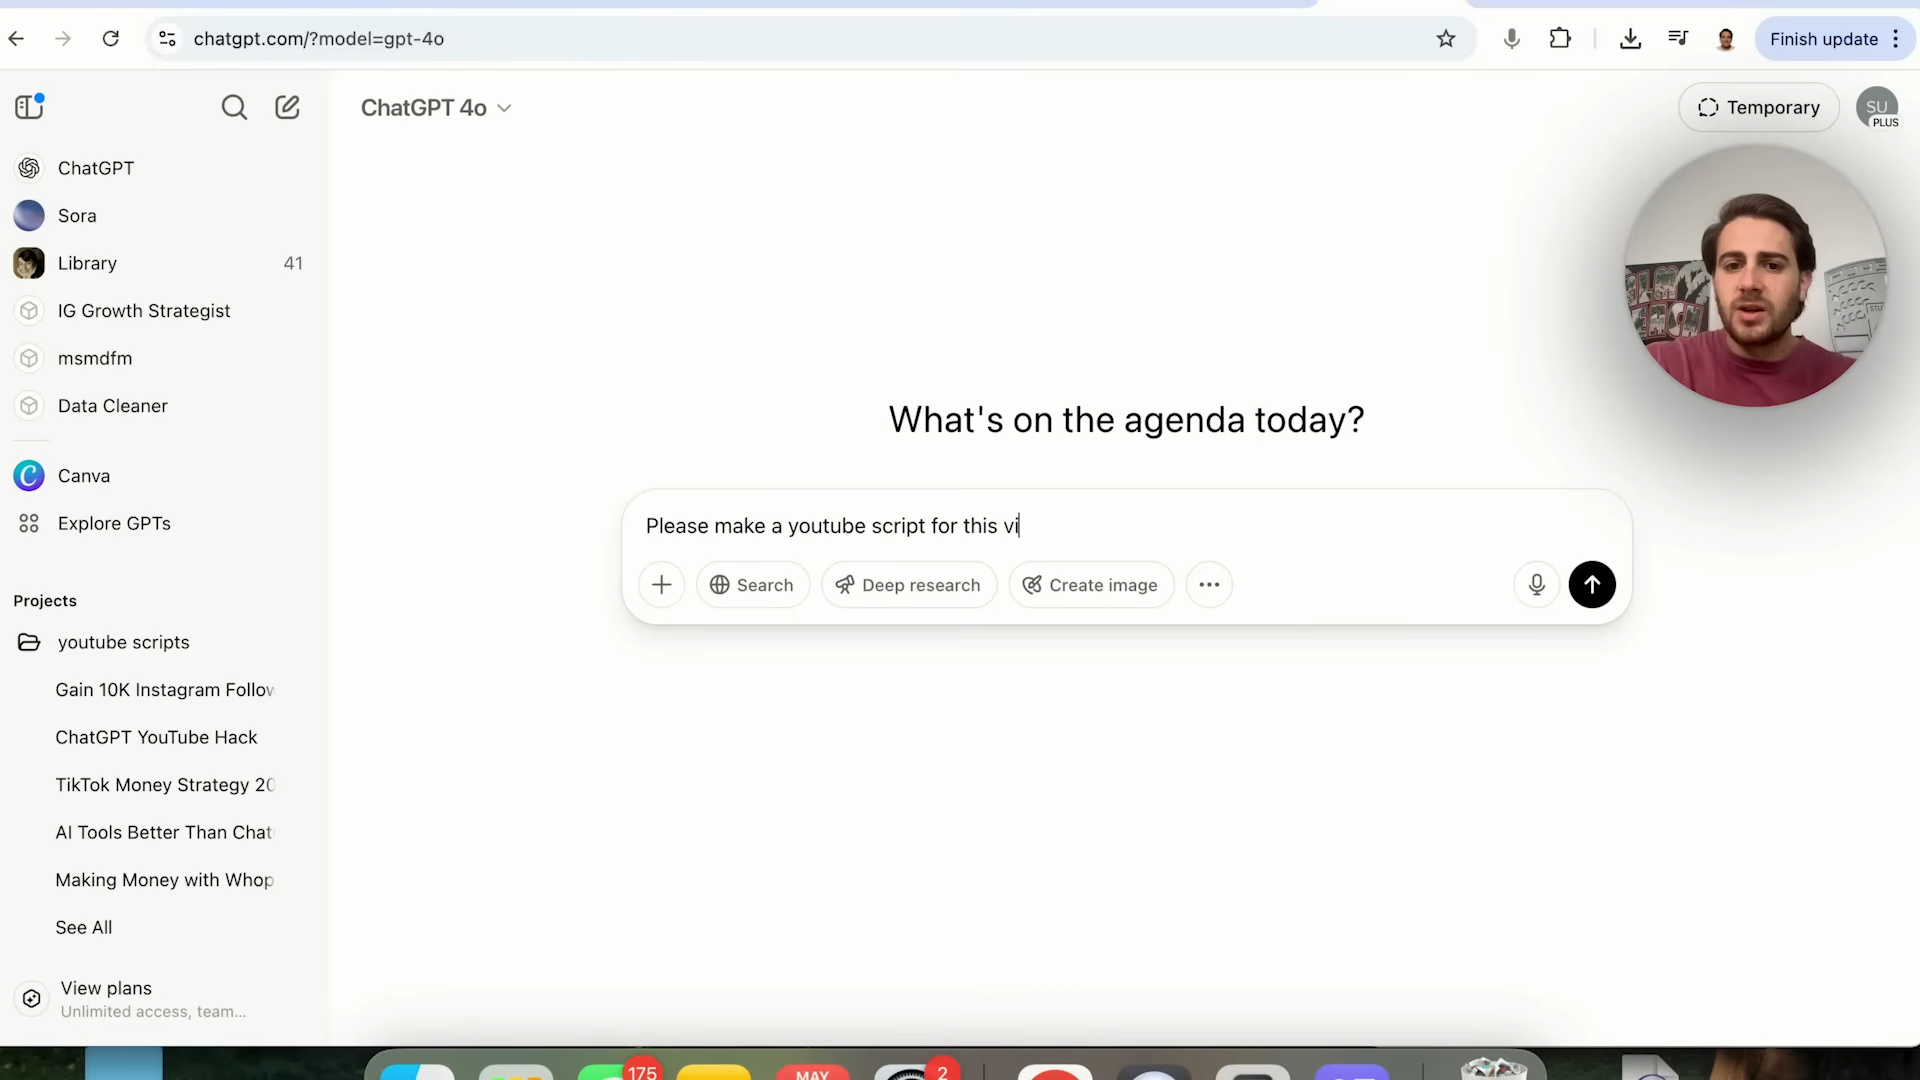 chatgpt.com/?model=gpt-4o
Finish update
ChatGPT 4o
Temporary
SU
PLUS
ChatGPT
Sora
Library 41
IG Growth Strategist
msmdfm
Data Cleaner
Canva
Explore GPTs
What's on the agenda today?
Please make a youtube script for this vi
Search
Deep research
Create image
Projects
youtube scripts
Gain 10K Instagram Follow
ChatGPT YouTube Hack
TikTok Money Strategy 20
AI Tools Better Than Chat
Making Money with Whop
See All
View plans
Unlimited access, team...
175
MAY
2